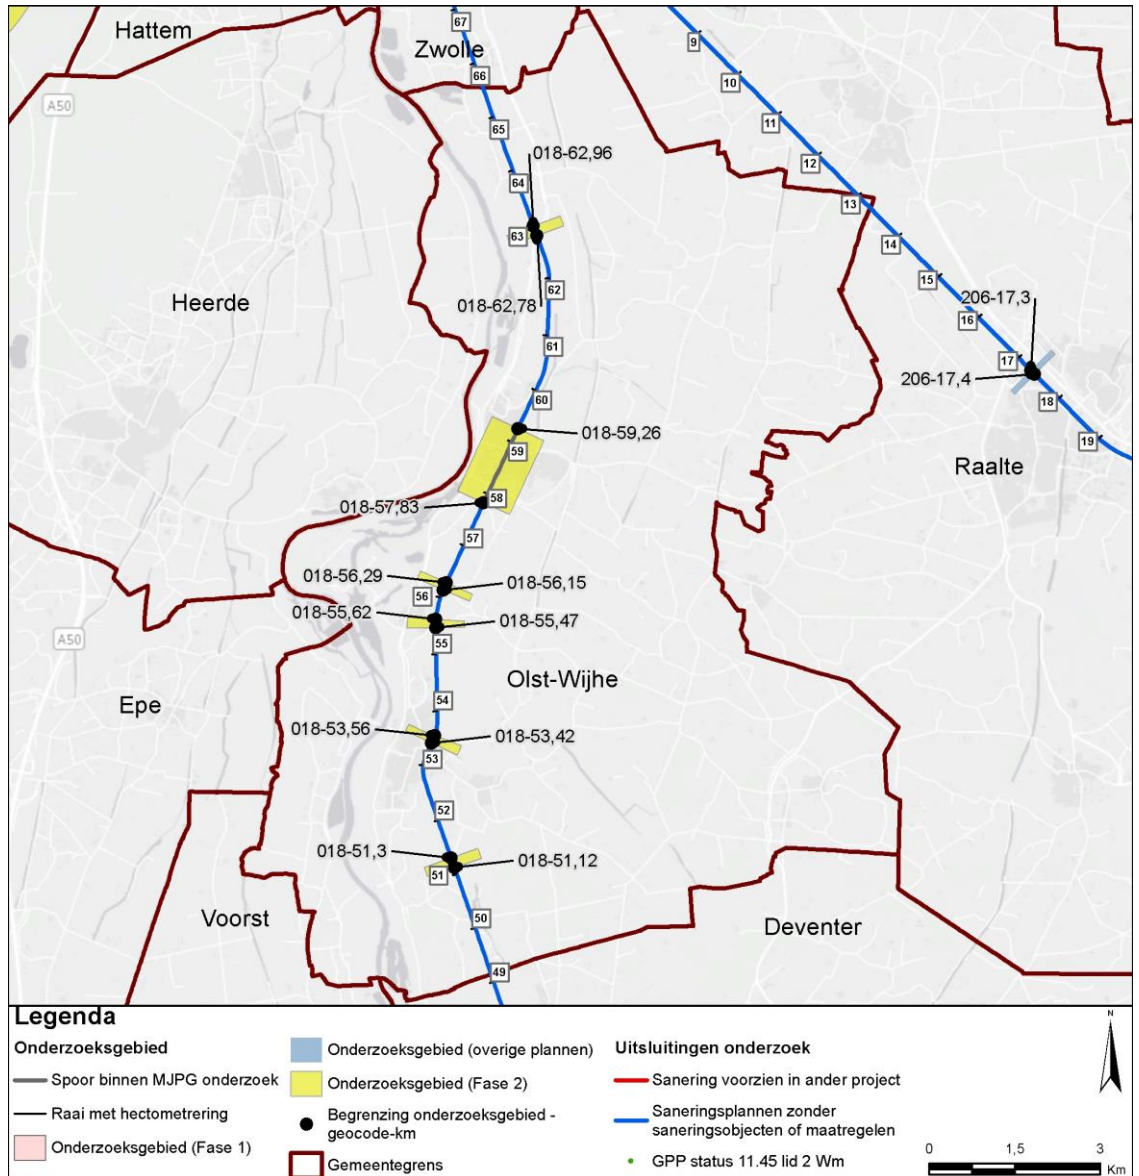 Hattem
67
Zwolle
9
66
10
A50
65
11
018-62,96
12
64
13
63
14
62
15
Heerde
018-62,78
206-17,3
16
61
17
206-17,4
60
18
018-59,26
19
59
Raalte
58
018-57,83
57
018-56,29
018-56,15
56
018-55,62
018-55,47
A50
55
Olst-Wijhe
54
Epe
018-53,56
018-53,42
53
52
018-51,3
018-51,12
51
Voorst
50
Deventer
49
Legenda
Onderzoeksgebied
Spoor binnen MJPG onderzoek
Raai met hectometrering
Onderzoeksgebied (Fase 1)
Onderzoeksgebied (overige plannen)
Onderzoeksgebied (Fase 2)
Begrenzing onderzoeksgebied -
geocode-km
Gemeentegrens
Uitsluitingen onderzoek
Sanering voorzien in ander project
Saneringsplannen zonder
saneringsobjecten of maatregelen
GPP status 11.45 lid 2 Wm
N
0 1,5 3
Km